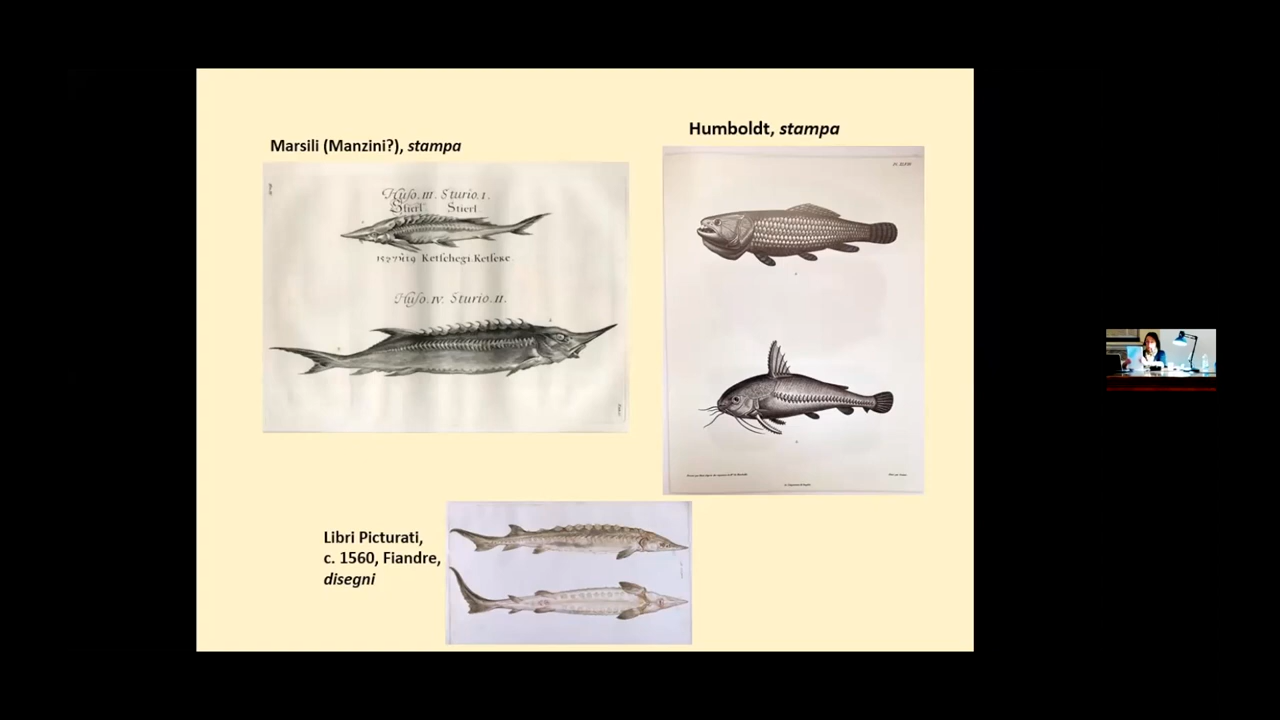 Marsili (Manzini?), stampa
Huso. III. Sturio. I.
Stierl Stierl
Ketschegi. Ketseke.
Huso. IV. Sturio. II.
Humboldt, stampa
Libri Picturati,
c. 1560, Fiandre,
disegni